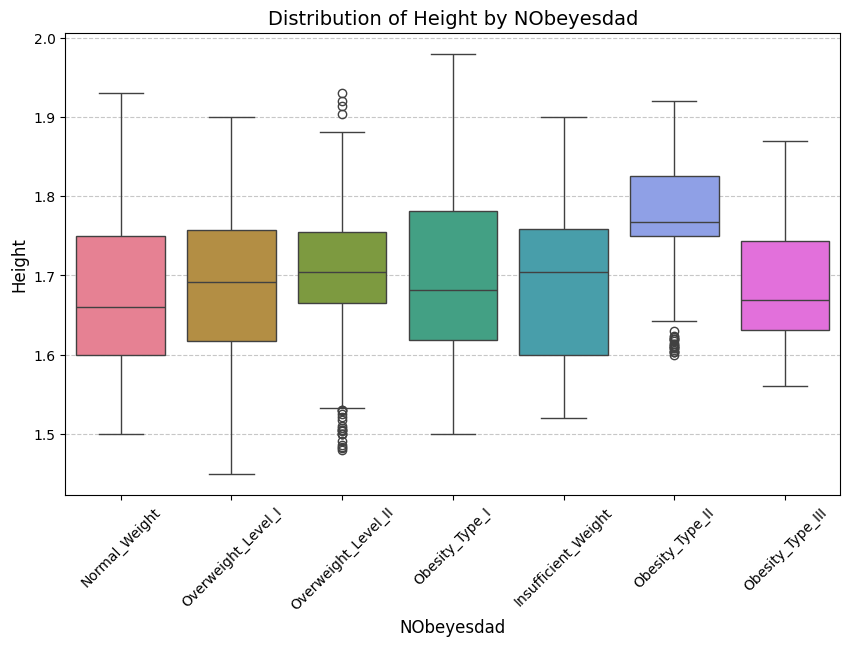 Distribution of Height by NObeyesdad
Height
2.0
1.9
1.8
1.7
1.6
1.5
Normal_Weight
Overweight_Level_I
Overweight_Level_II
Obesity_Type_I
Insufficient_Weight
Obesity_Type_II
Obesity_Type_III
NObeyesdad